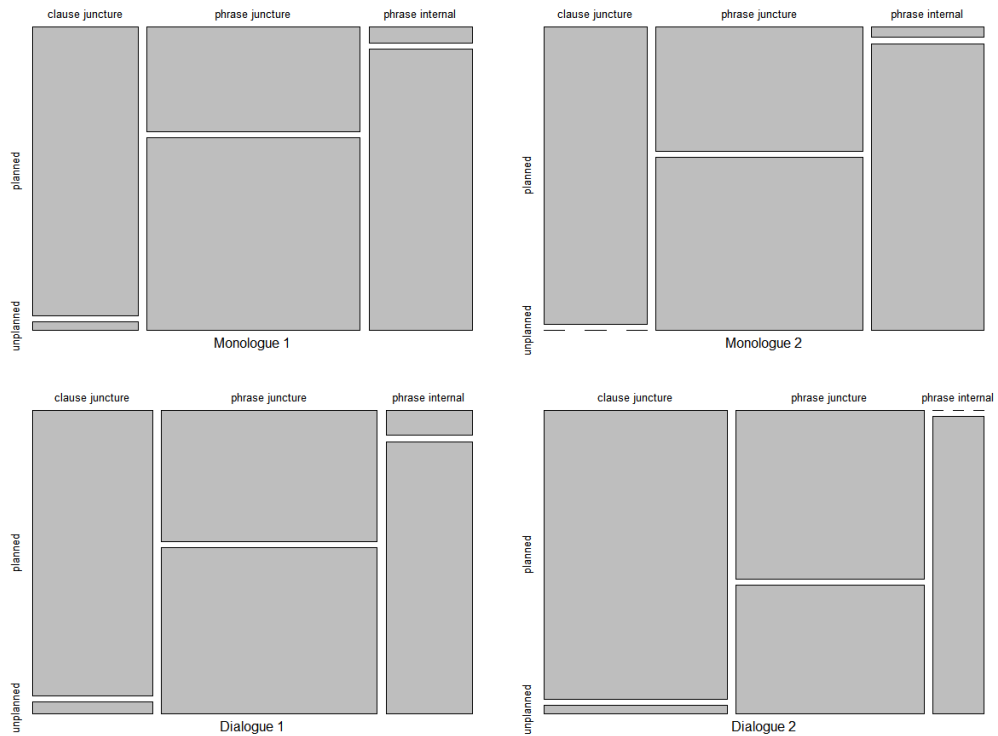 clause juncture phrase juncture phrase internal
planned
unplanned
Monologue 1
clause juncture phrase juncture phrase internal
planned
unplanned
Monologue 2
clause juncture phrase juncture phrase internal
planned
unplanned
Dialogue 1
clause juncture phrase juncture phrase internal
planned
unplanned
Dialogue 2